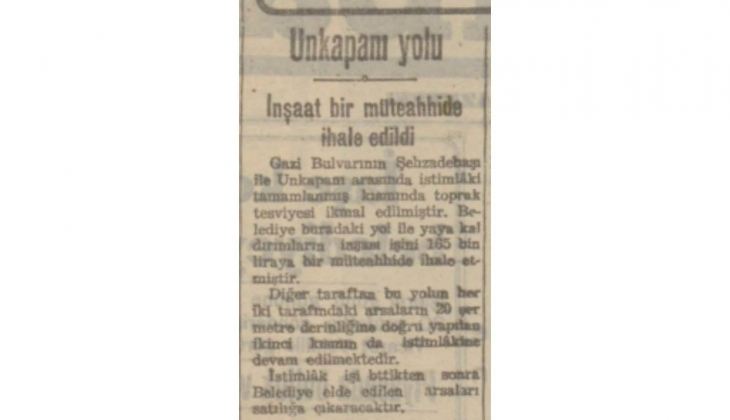 Unkapanı yolu
İnşaat bir müteahhide
ihale edildi
Gazi Bulvarının Şehzadebaşı
ile Unkapanı arasında istimlâki
tamamlanmış kısmında toprak
tesviyesi ikmal edilmiştir. Be-
lediye buradaki yol ile yaya kal
dırımların inşası işini 165 bin
liraya bir müteahhide ihale et-
miştir.
Diğer taraftan bu yolun her
iki tarafındaki arsaların 20 şer
metre derinliğine doğru yapılan
ikinci kısmın da istimlâkine
devam edilmektedir.
İstimlâk işi bttikten sonra
Belediye elde edilen arsaları
satılığa çıkaracaktır.